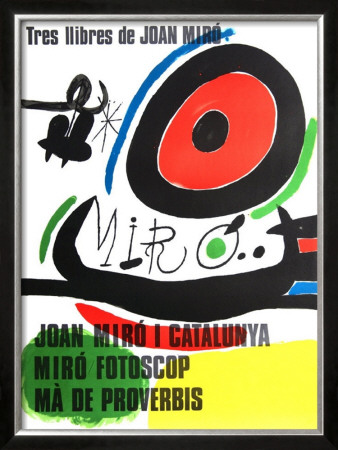 Tres llibres de JOAN MIRÓ
MIRÓ..
JOAN MIRÓ I CATALUNYA
MIRÓ FOTOSCOP
MÀ DE PROVERBIS